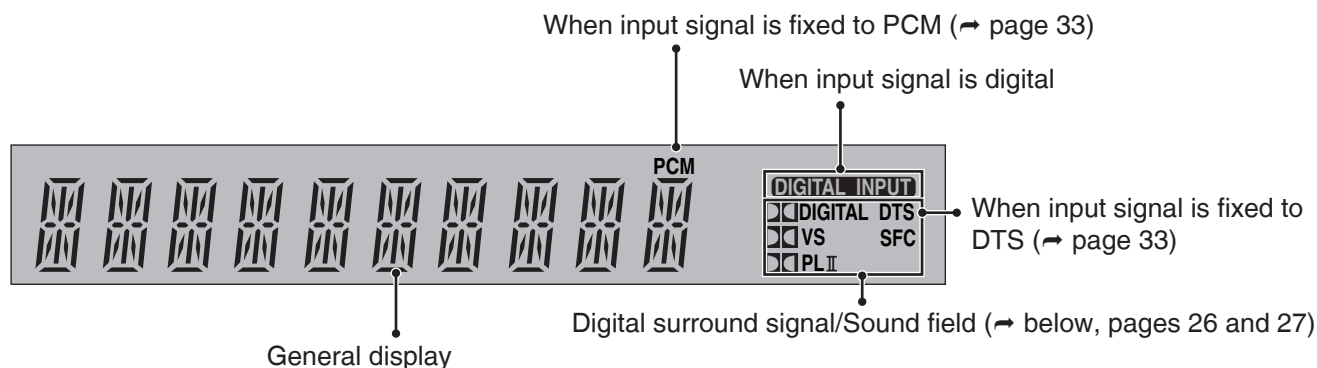 When input signal is fixed to PCM (➡ page 33)
When input signal is digital
PCM
DIGITAL INPUT
DIGITAL DTS
VS SFC
PLII
When input signal is fixed to
DTS (➡ page 33)
Digital surround signal/Sound field (➡ below, pages 26 and 27)
General display